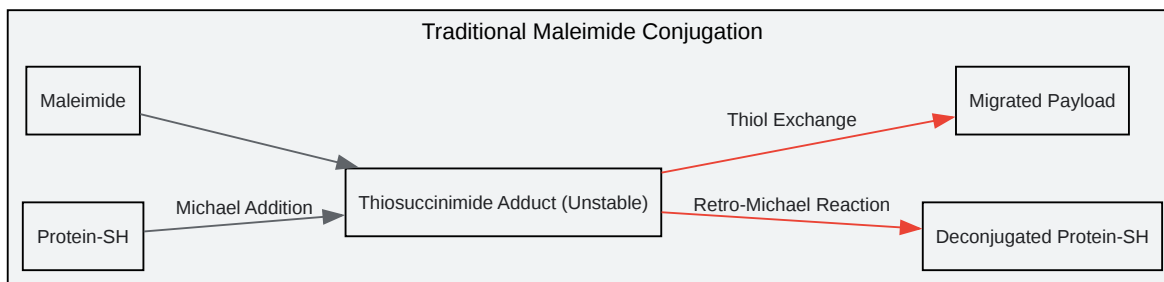 Traditional Maleimide Conjugation
Maleimide
Migrated Payload
Thiol Exchange
Michael Addition
Thiosuccinimide Adduct (Unstable)
Retro-Michael Reaction
Protein-SH
Deconjugated Protein-SH